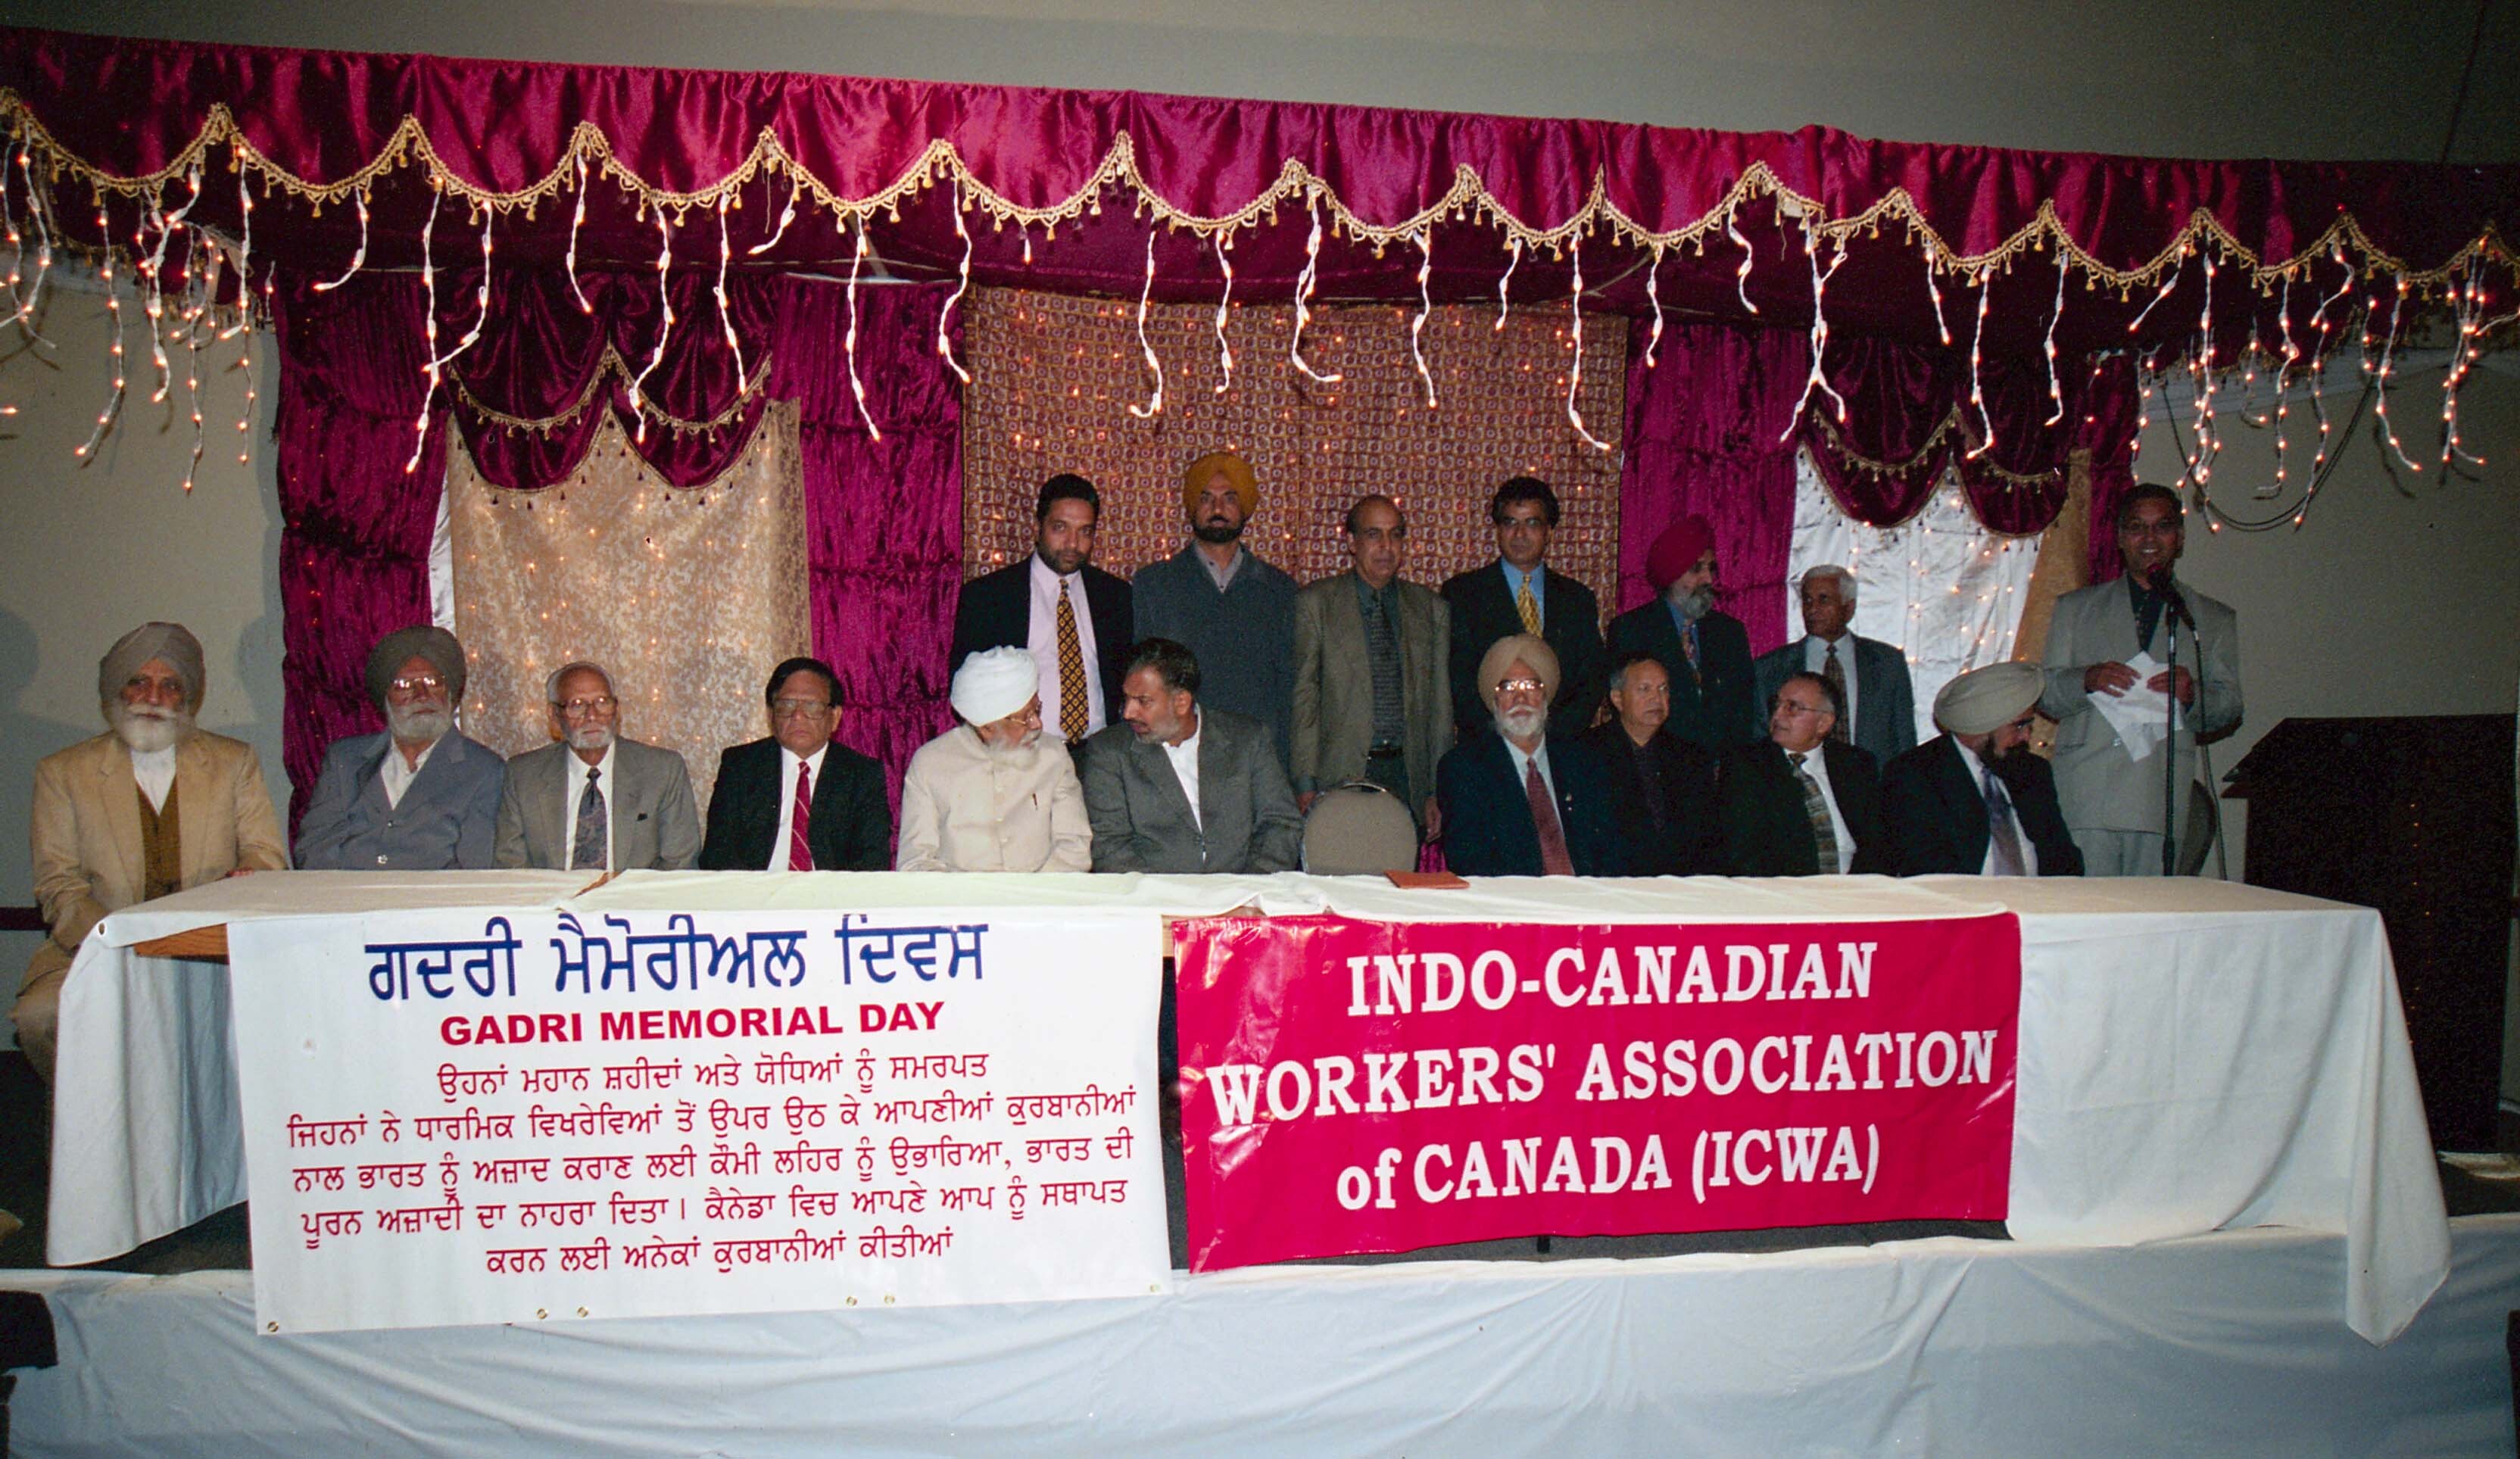 ਗਦਰੀ ਮੈਮੋਰੀਅਲ ਦਿਵਸ
GADRI MEMORIAL DAY
ਉਹਨਾਂ ਮਹਾਨ ਸ਼ਹੀਦਾਂ ਅਤੇ ਯੋਧਿਆਂ ਨੂੰ ਸਮਰਪਤ
ਜਿਹਨਾਂ ਨੇ ਧਾਰਮਿਕ ਵਿਖਰੇਵਿਆਂ ਤੋਂ ਉਪਰ ਉਠ ਕੇ ਆਪਣੀਆਂ ਕੁਰਬਾਨੀਆਂ
ਨਾਲ ਭਾਰਤ ਨੂੰ ਅਜ਼ਾਦ ਕਰਾਣ ਲਈ ਕੌਮੀ ਲਹਿਰ ਨੂੰ ਉਭਾਰਿਆ, ਭਾਰਤ ਦੀ
ਪੂਰਨ ਅਜ਼ਾਦੀ ਦਾ ਨਾਹਰਾ ਦਿਤਾ। ਕੈਨੇਡਾ ਵਿਚ ਆਪਣੇ ਆਪ ਨੂੰ ਸਥਾਪਤ
ਕਰਨ ਲਈ ਅਨੇਕਾਂ ਕੁਰਬਾਨੀਆਂ ਕੀਤੀਆਂ
INDO-CANADIAN
WORKERS' ASSOCIATION
of CANADA (ICWA)